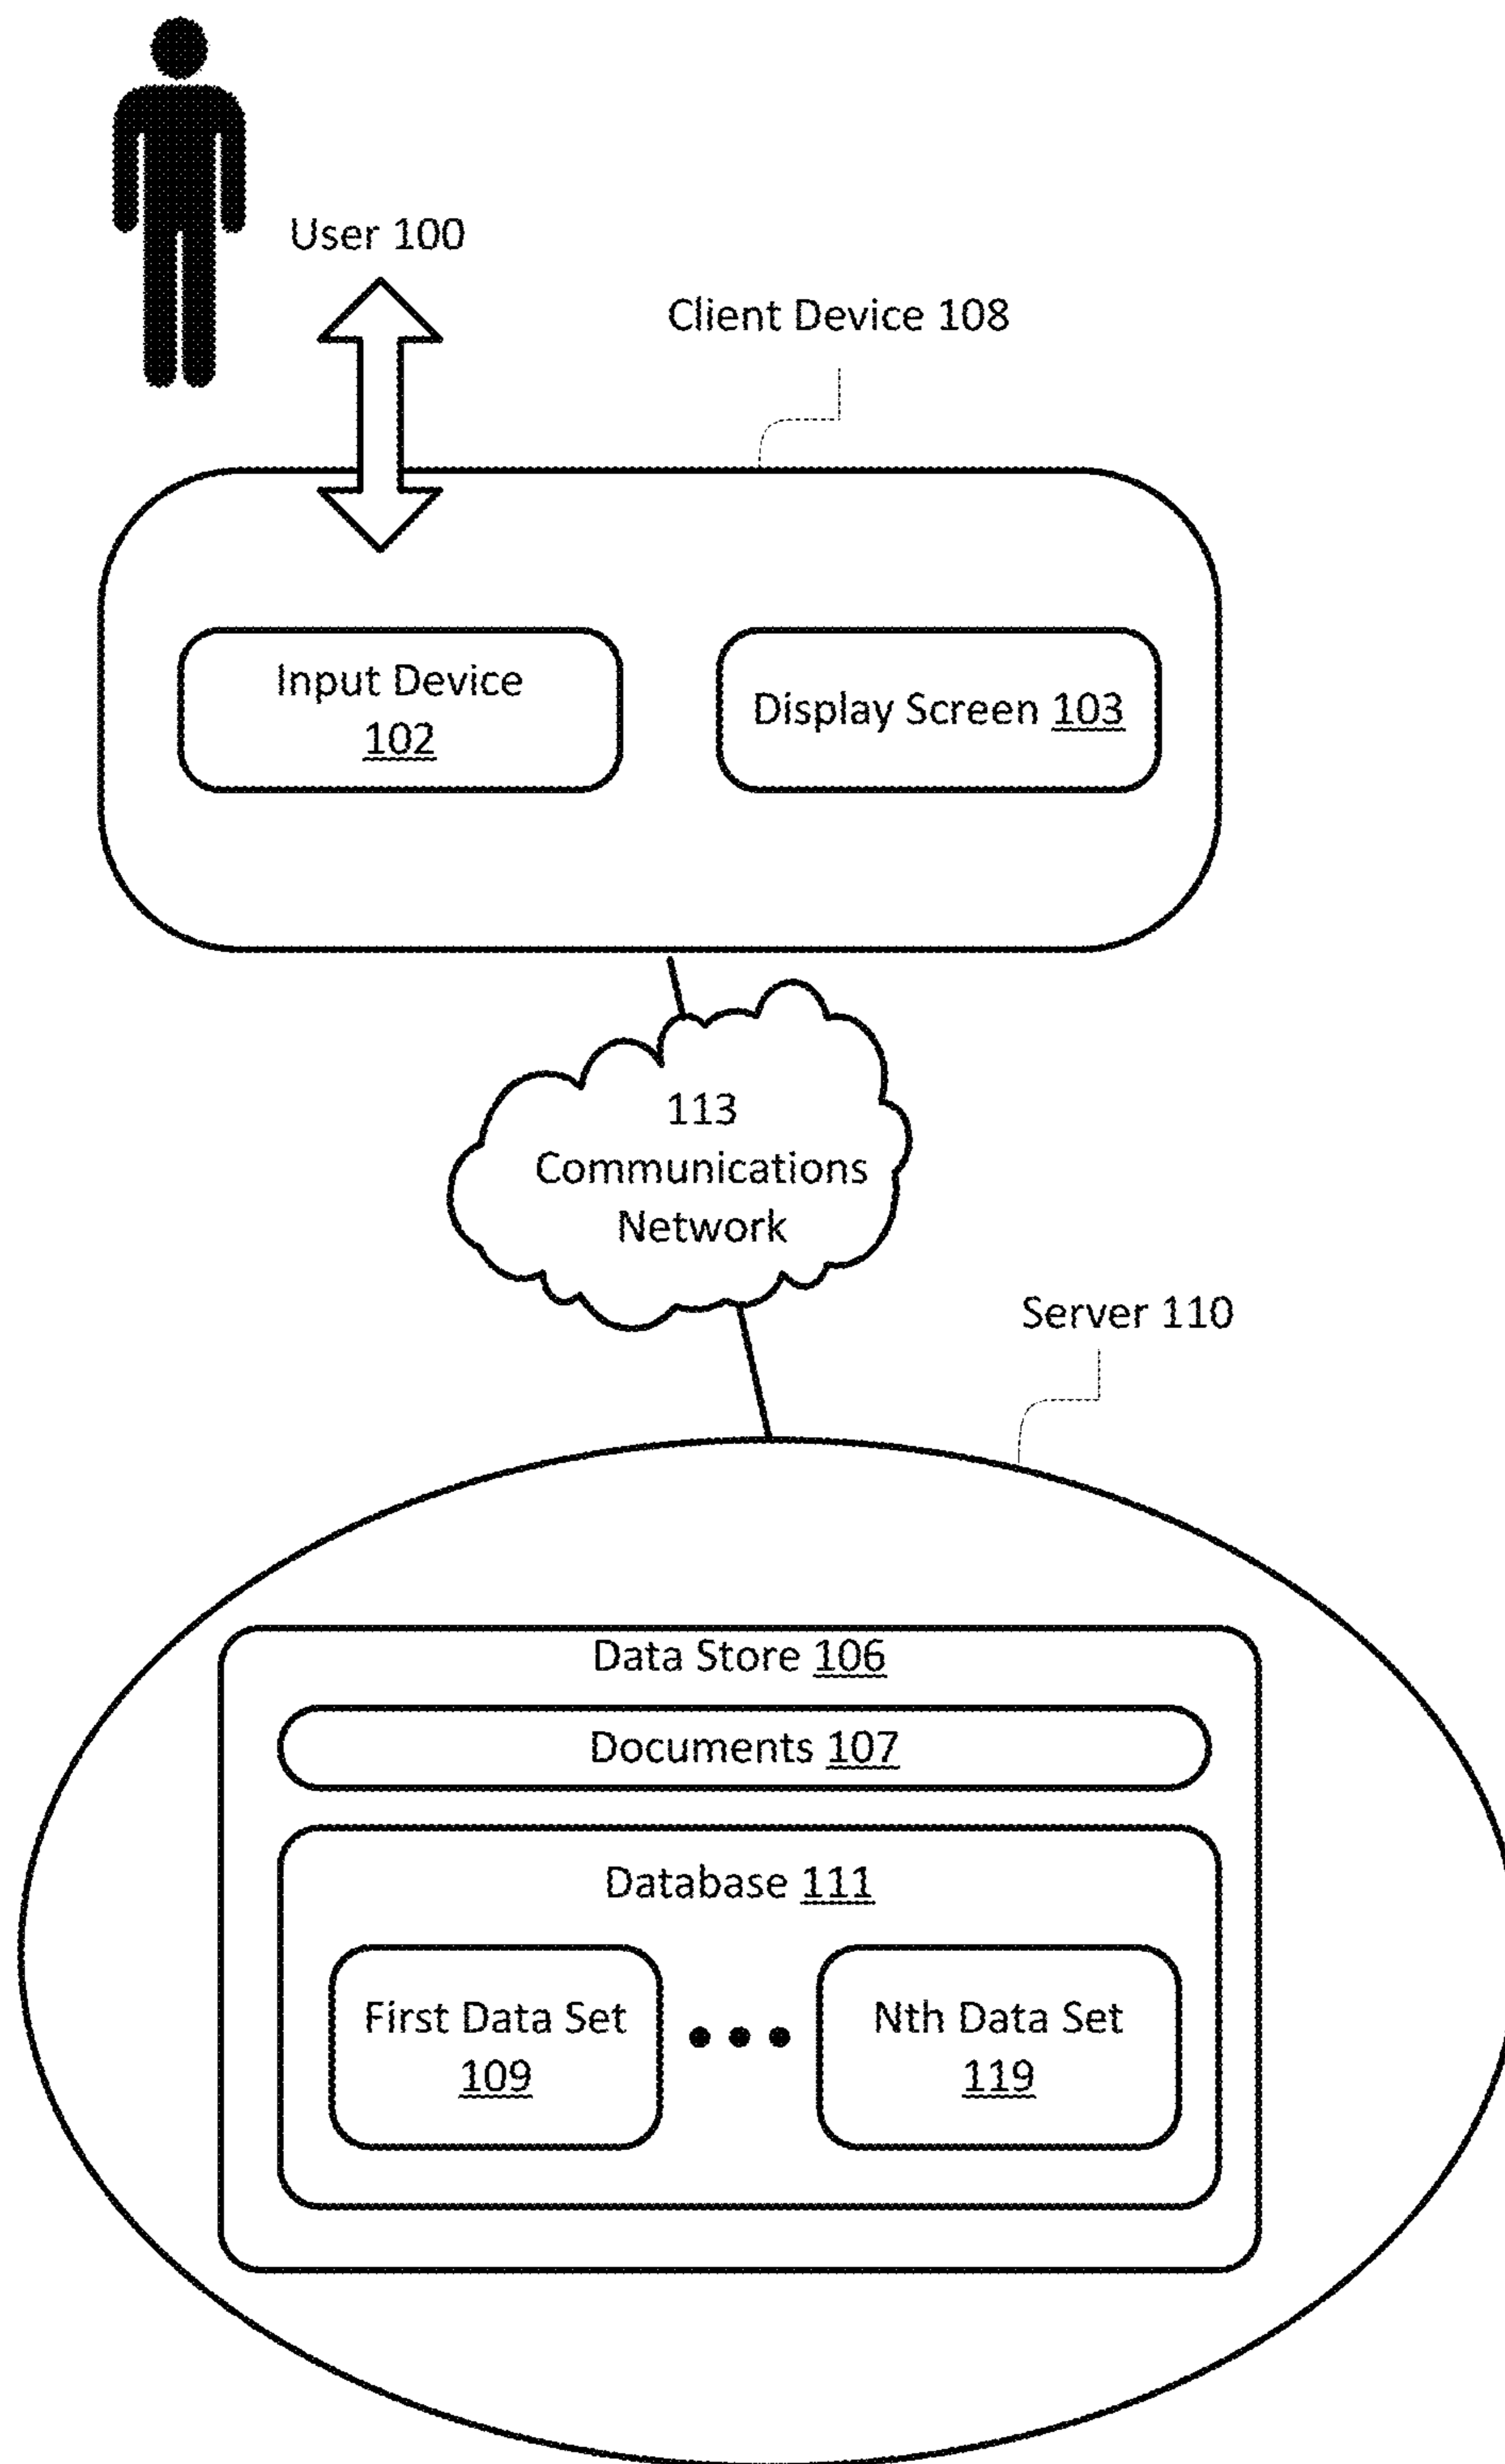 User 100
Client Device 108
Input Device
102
Display Screen 103
113
Communications
Network
Server 110
Data Store 106
Documents 107
Database 111
First Data Set
109
Nth Data Set
119